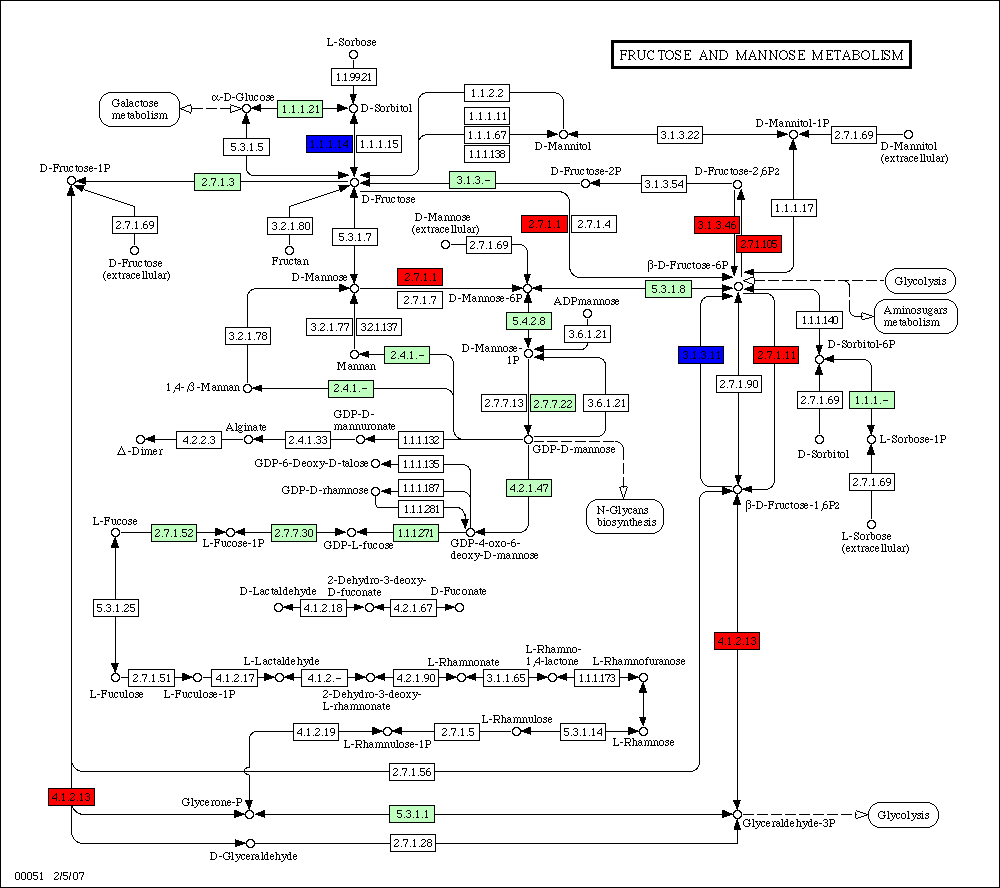 L-Sorbose
FRUCTOSE AND MANNOSE METABOLISM
1.1.99.21
Galactose
metabolism
α-D-Glucose
1.1.1.21
D-Sorbitol
1.1.2.2
1.1.1.11
1.1.1.67
1.1.1.138
D-Mannitol
3.1.3.22
D-Mannitol-1P
2.7.1.69
D-Mannitol
(extracellular)
5.3.1.5
1.1.1.15
D-Fructose-1P
2.7.1.3
D-Fructose
3.1.3.-
D-Fructose-2P
3.1.3.54
D-Fructose-2,6P2
2.7.1.69
D-Fructose
(extracellular)
3.2.1.80
Fructan
5.3.1.7
D-Mannose
(extracellular)
2.7.1.69
2.7.1.1
2.7.1.4
3.1.3.46
2.7.1.105
1.1.1.17
β-D-Fructose-6P
Glycolysis
D-Mannose
2.7.1.1
2.7.1.7
D-Mannose-6P
5.3.1.8
ADPmannose
Aminosugars
metabolism
3.2.1.78
3.2.1.77
3.2.1.137
5.4.2.8
3.6.1.21
1.1.1.140
D-Sorbitol-6P
Mannan
2.4.1.-
D-Mannose-
1P
3.1.3.11
2.7.1.11
2.7.1.90
1,4-β-Mannan
2.4.1.-
2.7.7.13
2.7.7.22
3.6.1.21
2.7.1.69
1.1.1.-
Δ-Dimer
4.2.2.3
Alginate
2.4.1.33
GDP-D-
mannuronate
1.1.1.132
GDP-D-mannose
D-Sorbitol
L-Sorbose-1P
GDP-6-Deoxy-D-talose
1.1.1.135
GDP-D-rhamnose
1.1.1.187
1.1.1.281
4.2.1.47
N-Glycans
biosynthesis
2.7.1.69
β-D-Fructose-1,6P2
L-Fucose
2.7.1.52
L-Fucose-1P
2.7.7.30
GDP-L-fucose
1.1.1.271
GDP-4-oxo-6-
deoxy-D-mannose
L-Sorbose
(extracellular)
5.3.1.25
D-Lactaldehyde
4.1.2.18
2-Dehydro-3-deoxy-
D-fuconate
4.2.1.67
D-Fuconate
4.1.2.13
L-Fuculose
2.7.1.51
L-Fuculose-1P
4.1.2.17
L-Lactaldehyde
4.1.2.-
2-Dehydro-3-deoxy-
L-rhamnonate
4.2.1.90
L-Rhamnonate
3.1.1.65
L-Rhamno-
1,4-lactone
1.1.1.173
L-Rhamnofuranose
4.1.2.19
L-Rhamnulose-1P
2.7.1.5
L-Rhamnulose
5.3.1.14
L-Rhamnose
2.7.1.56
4.1.2.13
Glycerone-P
5.3.1.1
Glyceraldehyde-3P
Glycolysis
D-Glyceraldehyde
2.7.1.28
00051 2/5/07